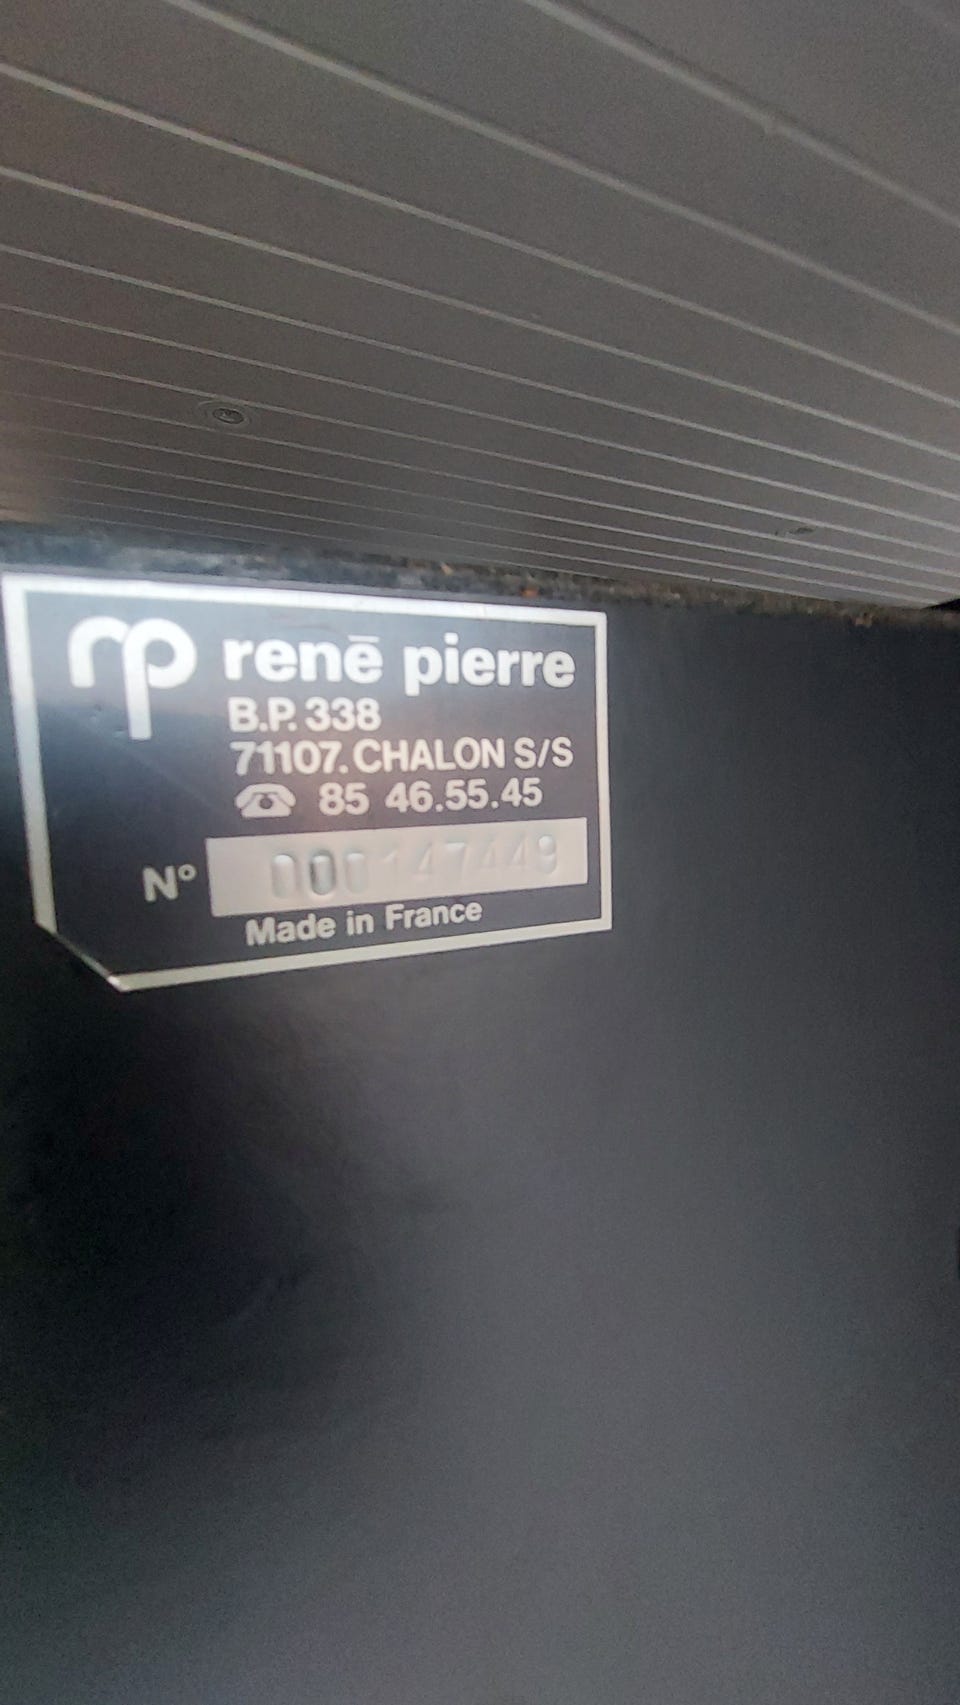 rp renē pierre
B.P. 338
71107. CHALON S/S
☎ 85 46.55.45
N° 000147449
Made in France